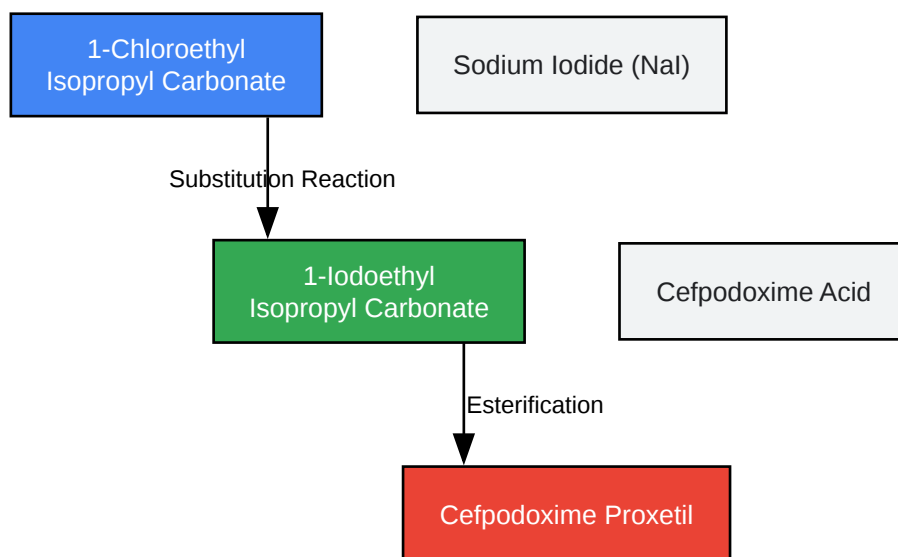 1-Chloroethyl
Isopropyl Carbonate
Sodium Iodide (NaI)
Substitution Reaction
1-Iodoethyl
Isopropyl Carbonate
Cefpodoxime Acid
Esterification
Cefpodoxime Proxetil